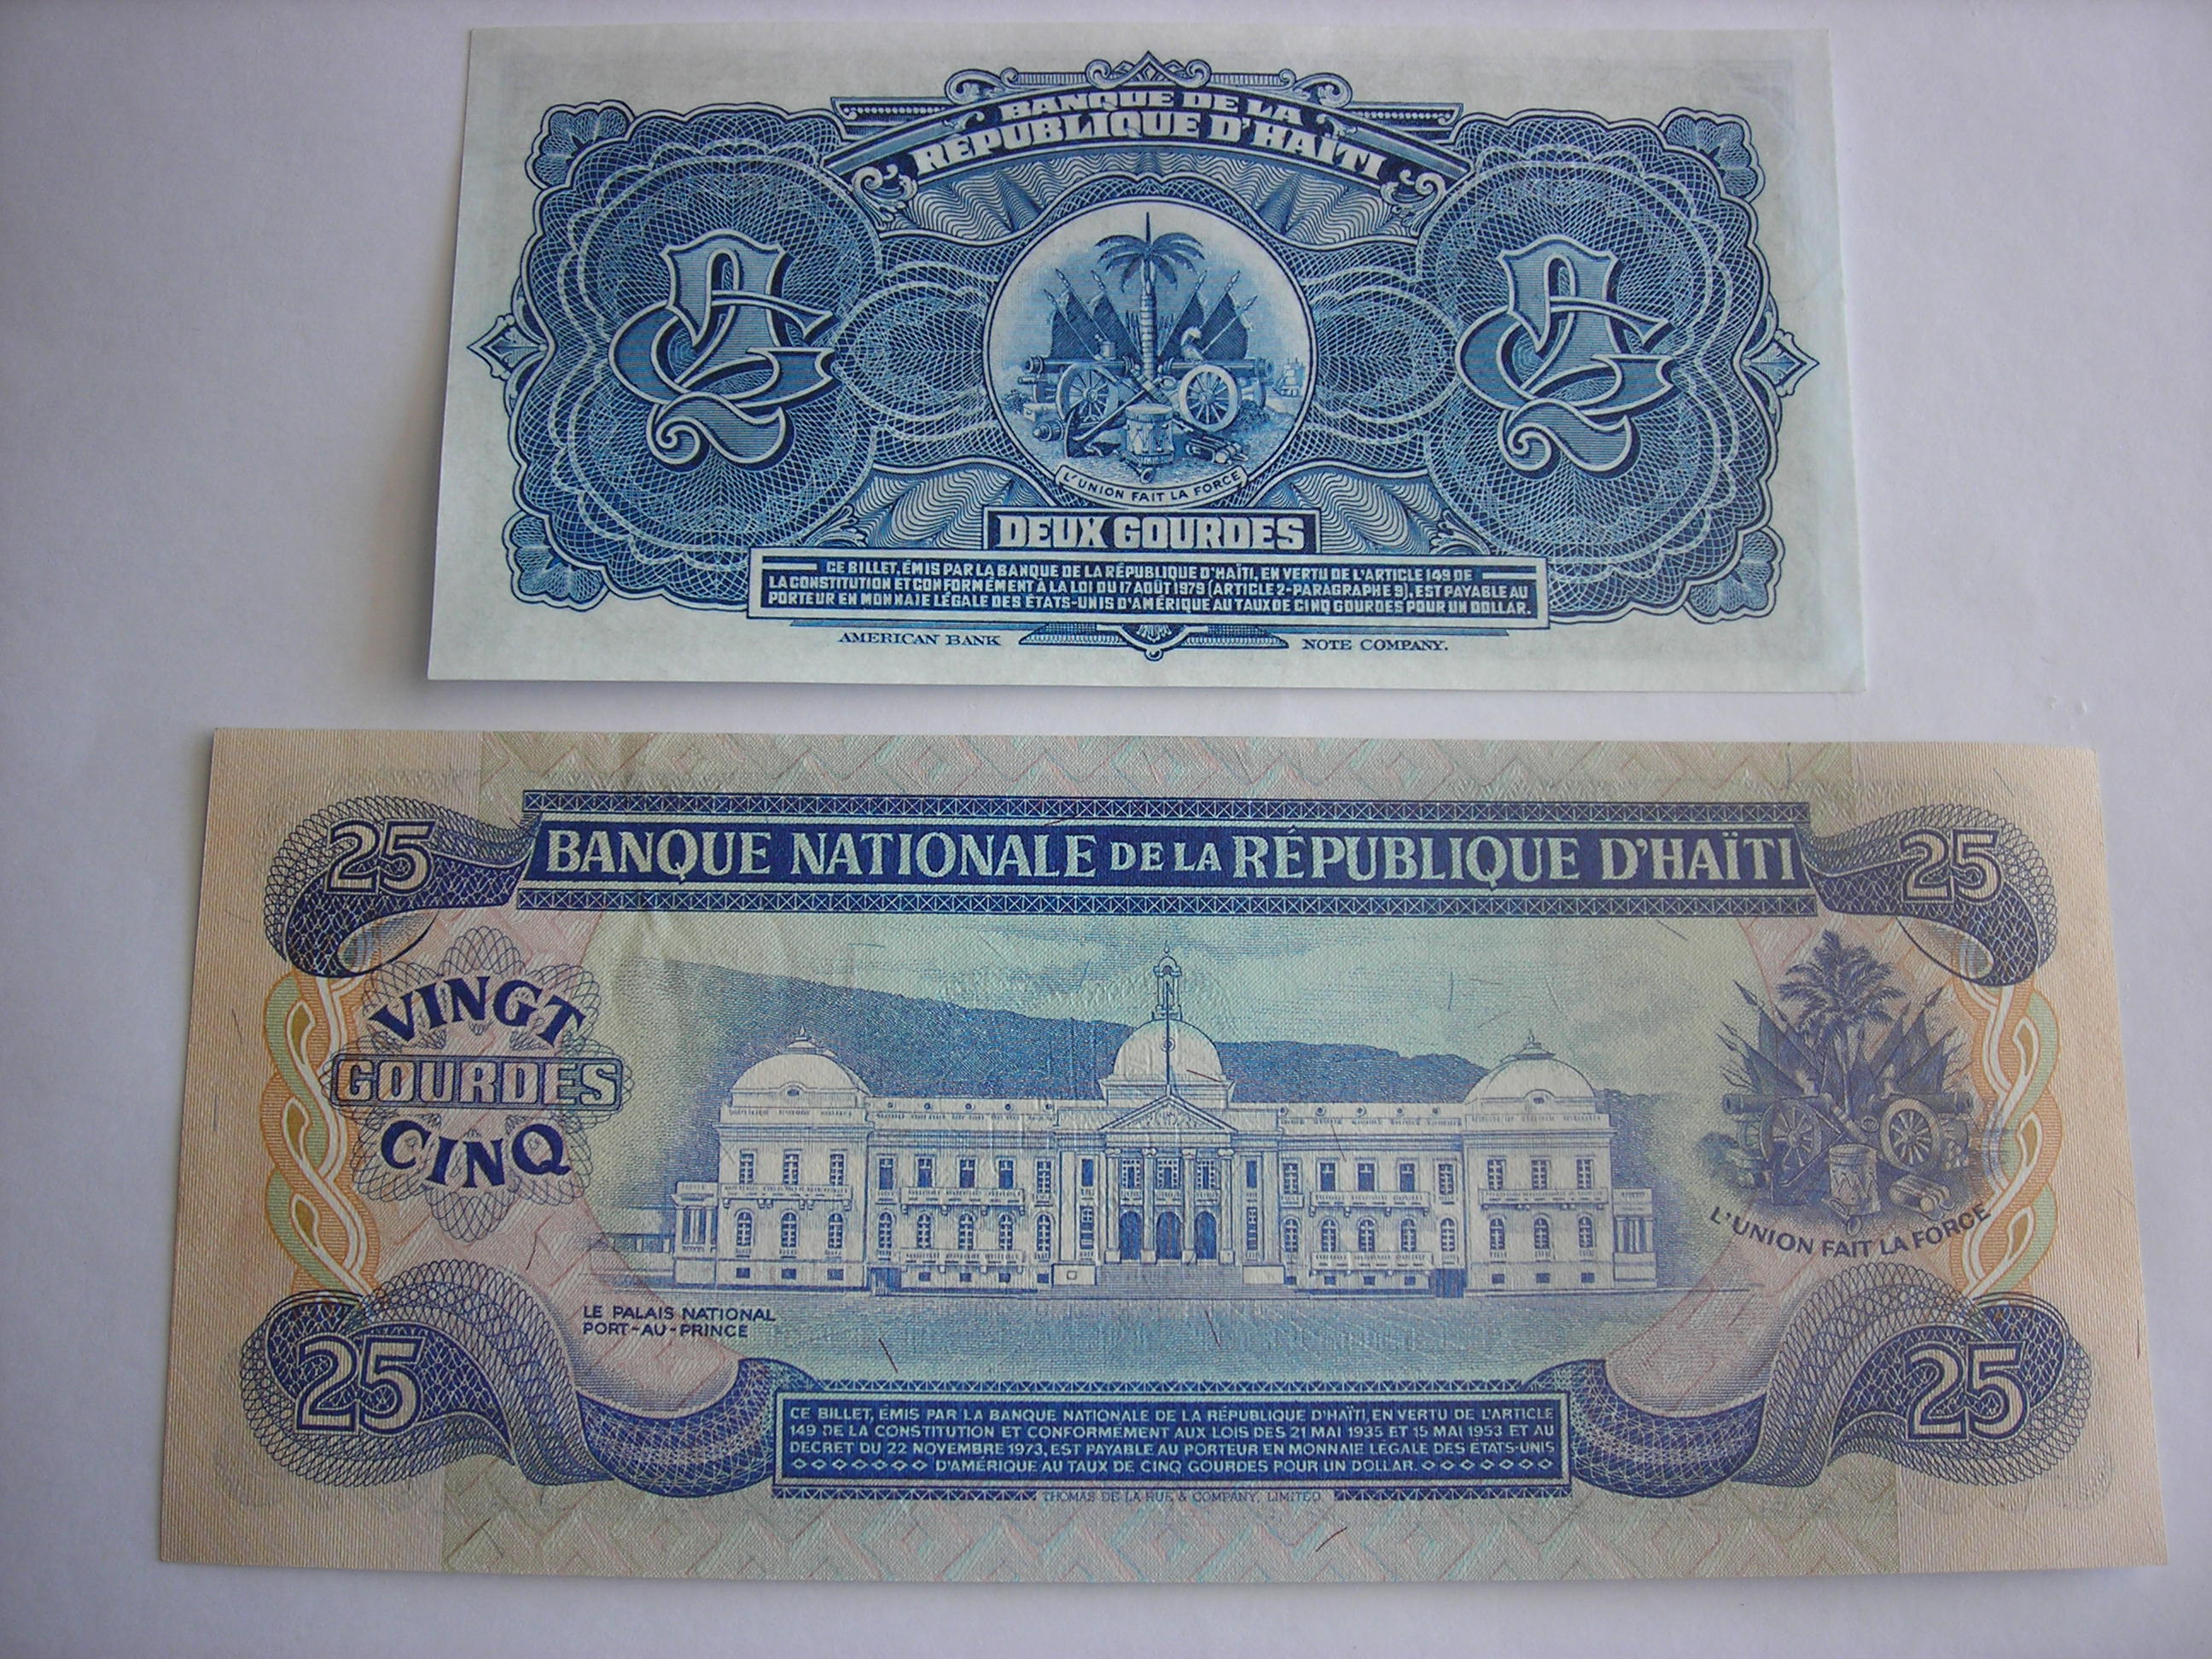 BANQUE DE LA
RÉPUBLIQUE D'HAÏTI
2 2
L'UNION FAIT LA FORCE
DEUX GOURDES
CE BILLET, ÉMIS PAR LA BANQUE DE LA RÉPUBLIQUE D'HAÏTI, EN VERTU DE L'ARTICLE 149 DE
LA CONSTITUTION ET CONFORMÉMENT À LA LOI DU 17 AOÛT 1979 (ARTICLE 2-PARAGRAPHE 9), EST PAYABLE AU
PORTEUR EN MONNAIE LÉGALE DES ÉTATS-UNIS D'AMÉRIQUE AU TAUX DE CINQ GOURDES POUR UN DOLLAR.
AMERICAN BANK NOTE COMPANY.
25 BANQUE NATIONALE DE LA RÉPUBLIQUE D'HAÏTI 25
VINGT
GOURDES
CINQ
L'UNION FAIT LA FORCE
LE PALAIS NATIONAL
PORT-AU-PRINCE
25 25
CE BILLET, ÉMIS PAR LA BANQUE NATIONALE DE LA RÉPUBLIQUE D'HAÏTI, EN VERTU DE L'ARTICLE
149 DE LA CONSTITUTION ET CONFORMÉMENT AUX LOIS DES 21 MAI 1935 ET 15 MAI 1953 ET AU
DECRET DU 22 NOVEMBRE 1973, EST PAYABLE AU PORTEUR EN MONNAIE LÉGALE DES ÉTATS-UNIS
D'AMÉRIQUE AU TAUX DE CINQ GOURDES POUR UN DOLLAR.
THOMAS DE LA RUE & COMPANY, LIMITED